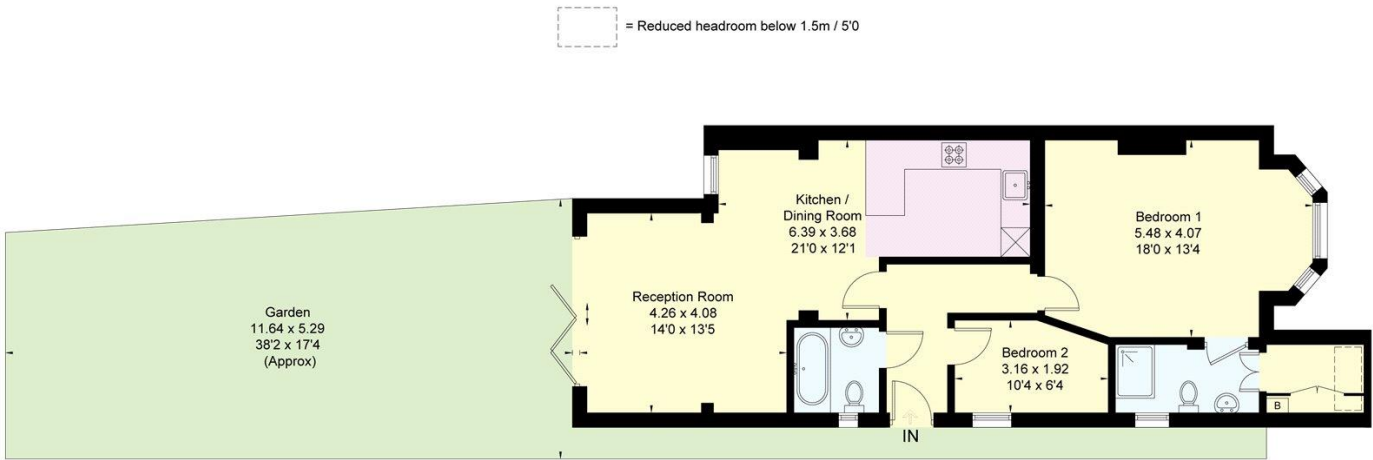 = Reduced headroom below 1.5m / 5'0
Kitchen /
Dining Room
6.39 x 3.68
21'0 x 12'1
Bedroom 1
5.48 x 4.07
18'0 x 13'4
Reception Room
4.26 x 4.08
14'0 x 13'5
Garden
11.64 x 5.29
38'2 x 17'4
(Approx)
Bedroom 2
3.16 x 1.92
10'4 x 6'4
B
IN